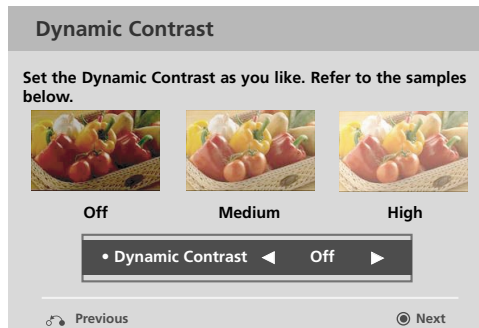 Dynamic Contrast
Set the Dynamic Contrast as you like. Refer to the samples
below.
Off
Medium
High
• Dynamic Contrast ◀ Off ▶
Previous
Next